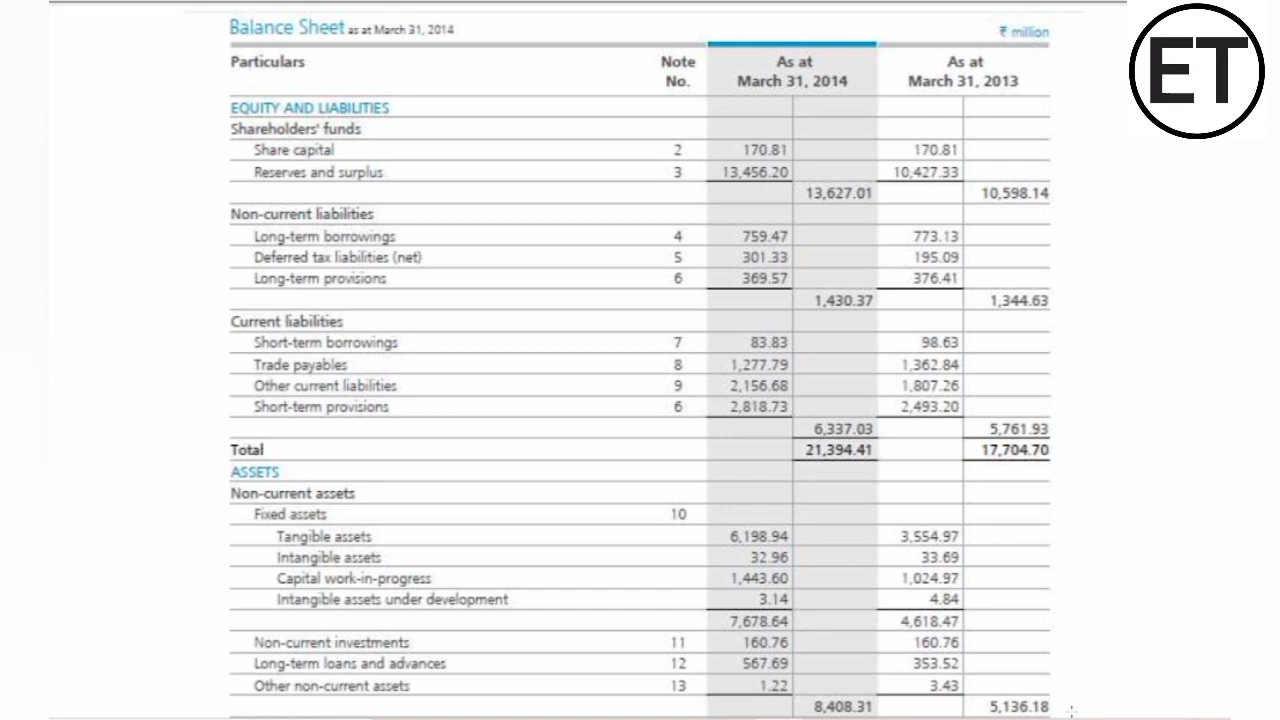 Balance Sheet as at March 31, 2014 ₹ million
ET
Particulars Note No. As at March 31, 2014 As at March 31, 2013
EQUITY AND LIABILITIES
Shareholders' funds
Share capital 2 170.81 170.81
Reserves and surplus 3 13,456.20 10,427.33
13,627.01 10,598.14
Non-current liabilities
Long-term borrowings 4 759.47 773.13
Deferred tax liabilities (net) 5 301.33 195.09
Long-term provisions 6 369.57 376.41
1,430.37 1,344.63
Current liabilities
Short-term borrowings 7 83.83 98.63
Trade payables 8 1,277.79 1,362.84
Other current liabilities 9 2,156.68 1,807.26
Short-term provisions 6 2,818.73 2,493.20
6,337.03 5,761.93
Total 21,394.41 17,704.70
ASSETS
Non-current assets
Fixed assets 10
Tangible assets 6,198.94 3,554.97
Intangible assets 32.96 33.69
Capital work-in-progress 1,443.60 1,024.97
Intangible assets under development 3.14 4.84
7,678.64 4,618.47
Non-current investments 11 160.76 160.76
Long-term loans and advances 12 567.69 353.52
Other non-current assets 13 1.22 3.43
8,408.31 5,136.18